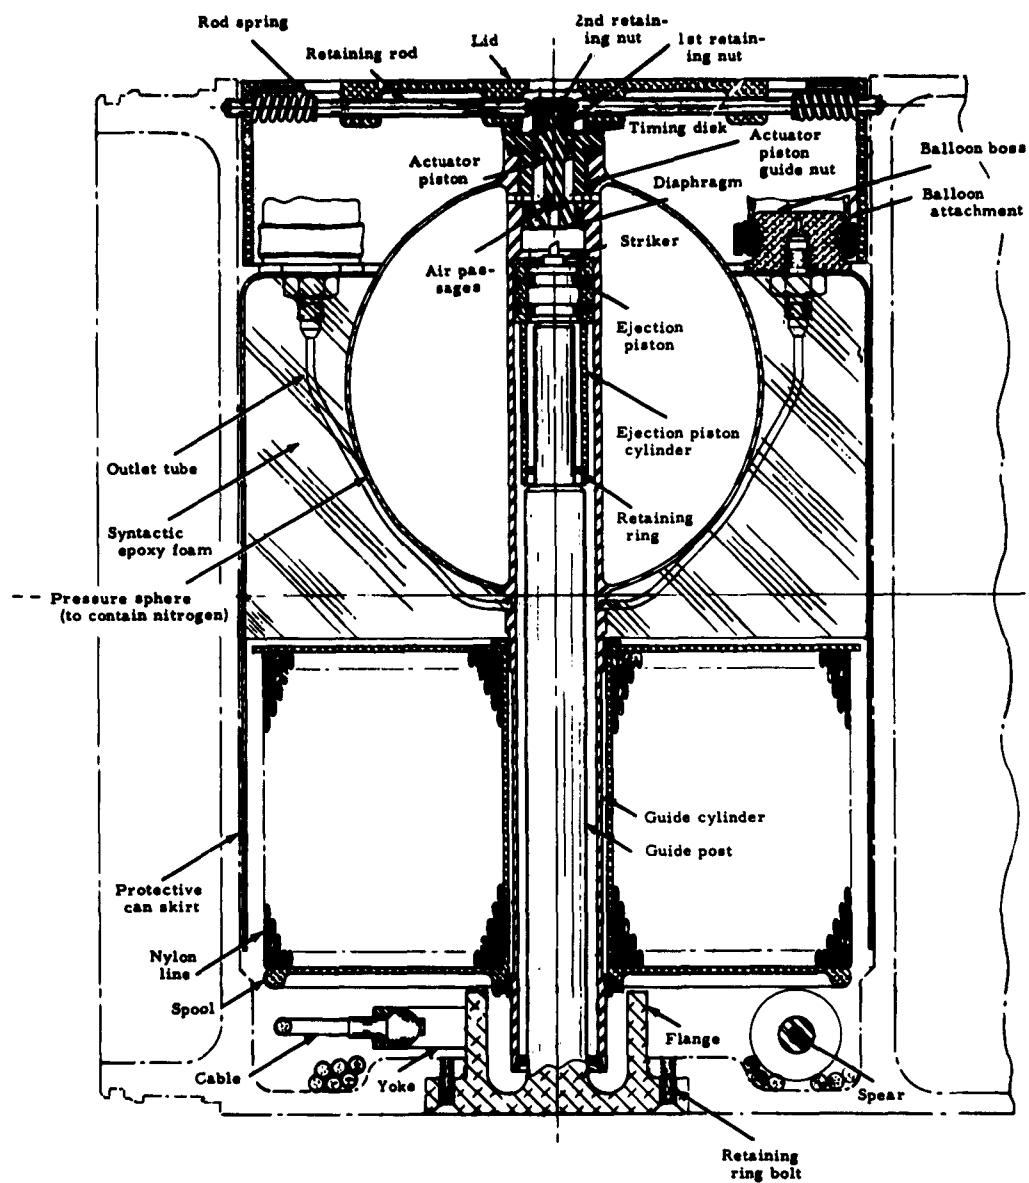 Rod spring
Retaining rod
Lid
2nd retain-
ing nut
1st retain-
ing nut
Timing disk
Actuator
piston
Actuator
piston
guide nut
Balloon boss
Diaphragm
Balloon
attachment
Striker
Air pas-
sages
Ejection
piston
Ejection piston
cylinder
Outlet tube
Retaining
ring
Syntactic
epoxy foam
Pressure sphere
(to contain nitrogen)
Guide cylinder
Guide post
Protective
can skirt
Nylon
line
Spool
Flange
Cable
Yoke
Spear
Retaining
ring bolt